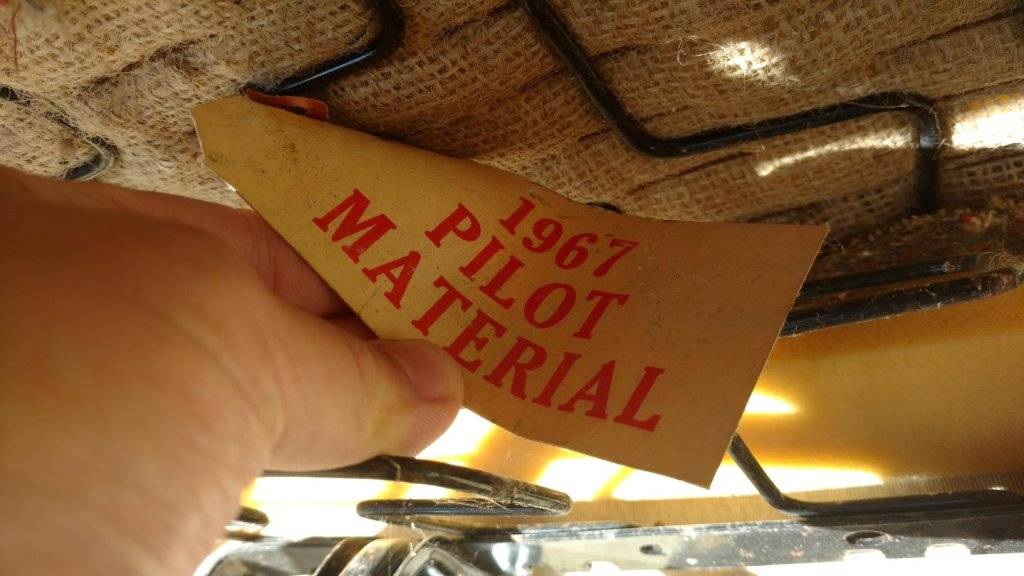 1967
PILOT
MATERIAL